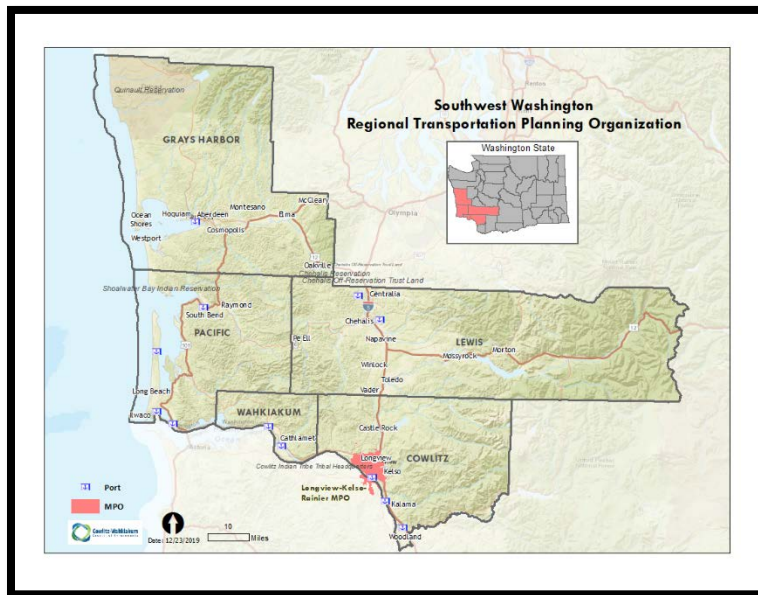 Southwest Washington
Regional Transportation Planning Organization
Washington State
Quinault Reservation
GRAYS HARBOR
McCleary
Montesano
Elma
Hoquiam
Aberdeen
Ocean
Shores
Cosmopolis
Westport
Olympia
Oakville
Chehalis Reservation
Chehalis Off-Reservation Trust Land
Shoalwater Bay Indian Reservation
Centralia
Raymond
South Bend
Chehalis
PACIFIC
Pe Ell
Napavine
LEWIS
Morton
Mossyrock
Winlock
Toledo
Long Beach
Vader
Ilwaco
WAHKIAKUM
Castle Rock
Cathlamet
Longview
COWLITZ
Cowlitz Indian Tribe Tribal Headquarters
Kelso
Longview-Kelso-
Rainier MPO
Kalama
Woodland
Port
MPO
Cowlitz-Wahkiakum
Date: 12/23/2019
10
Miles